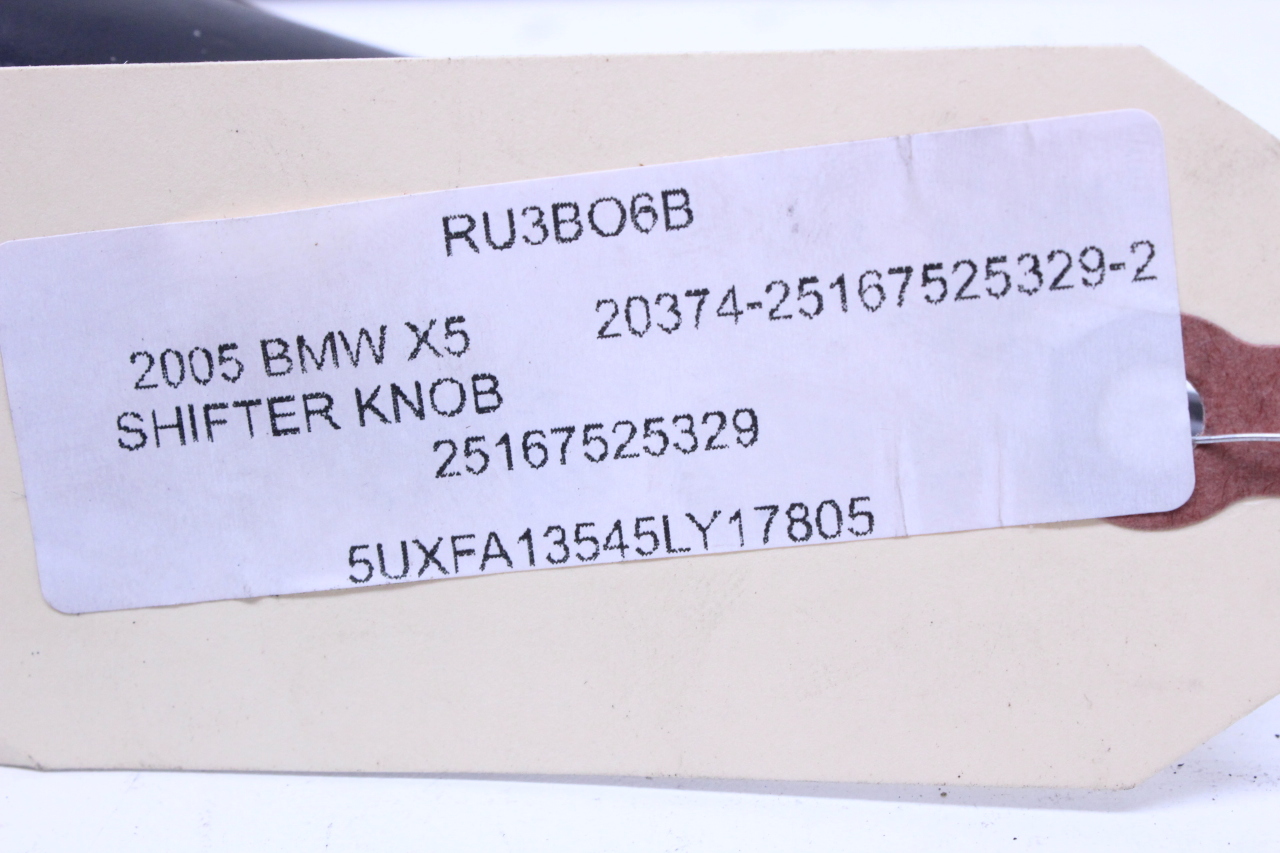 RU3BO6B
20374-25167525329-2
2005 BMW X5
SHIFTER KNOB
25167525329
5UXFA13545LY17805